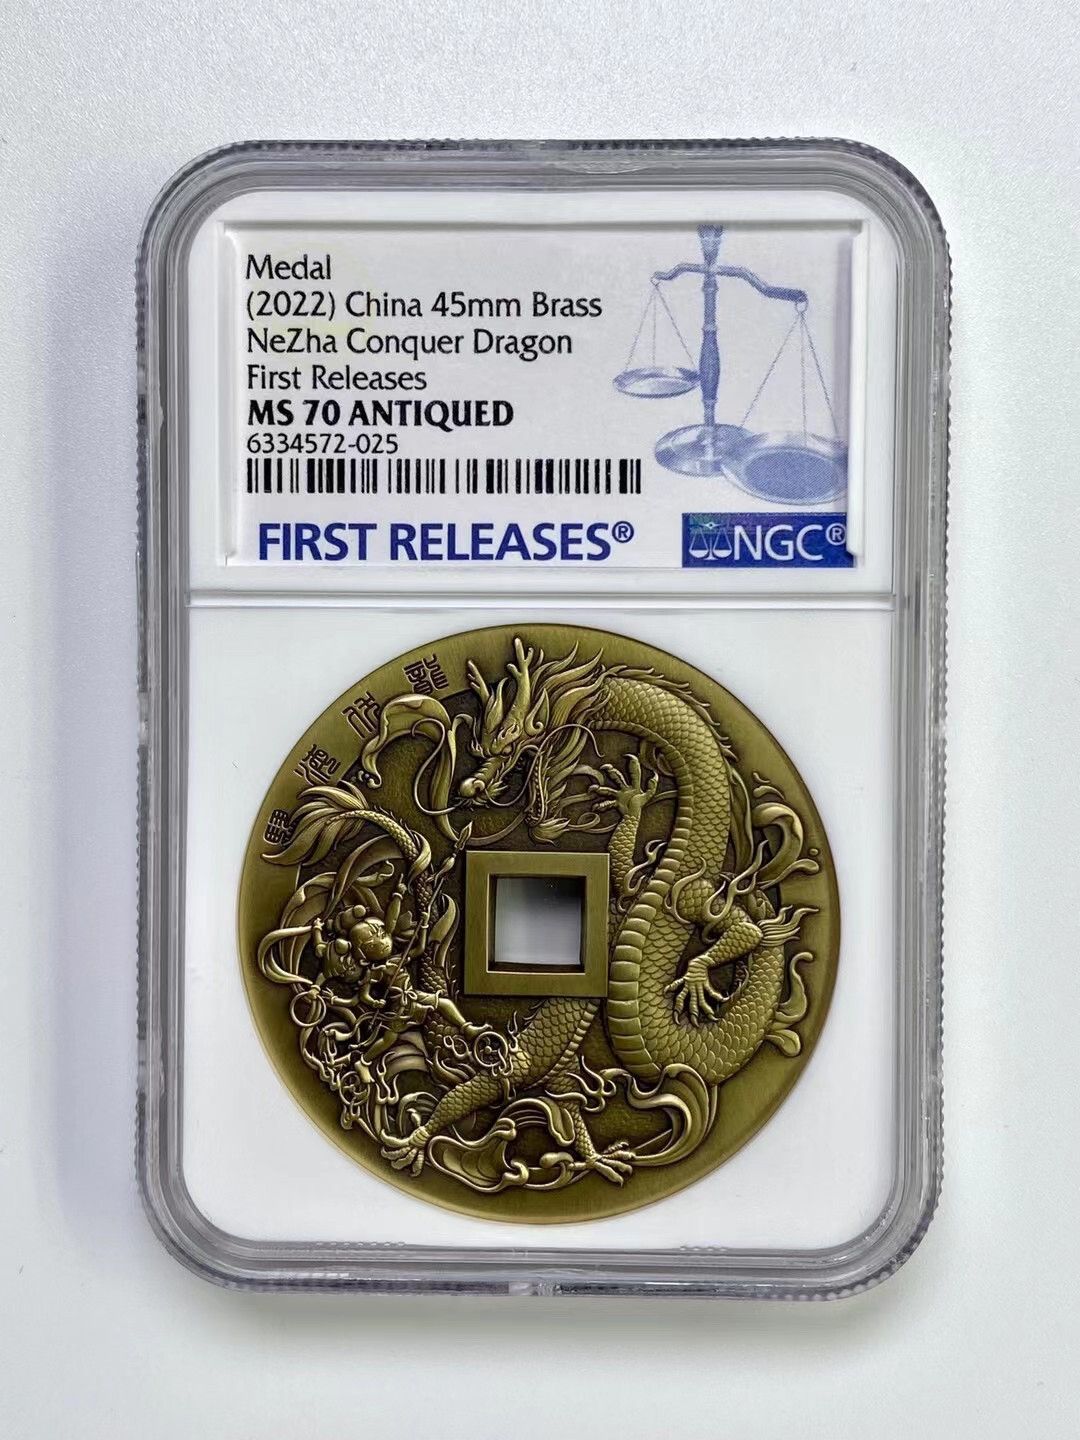 Medal
(2022) China 45mm Brass
NeZha Conquer Dragon
First Releases
MS 70 ANTIQUED
6334572-025
FIRST RELEASES®
NGC®